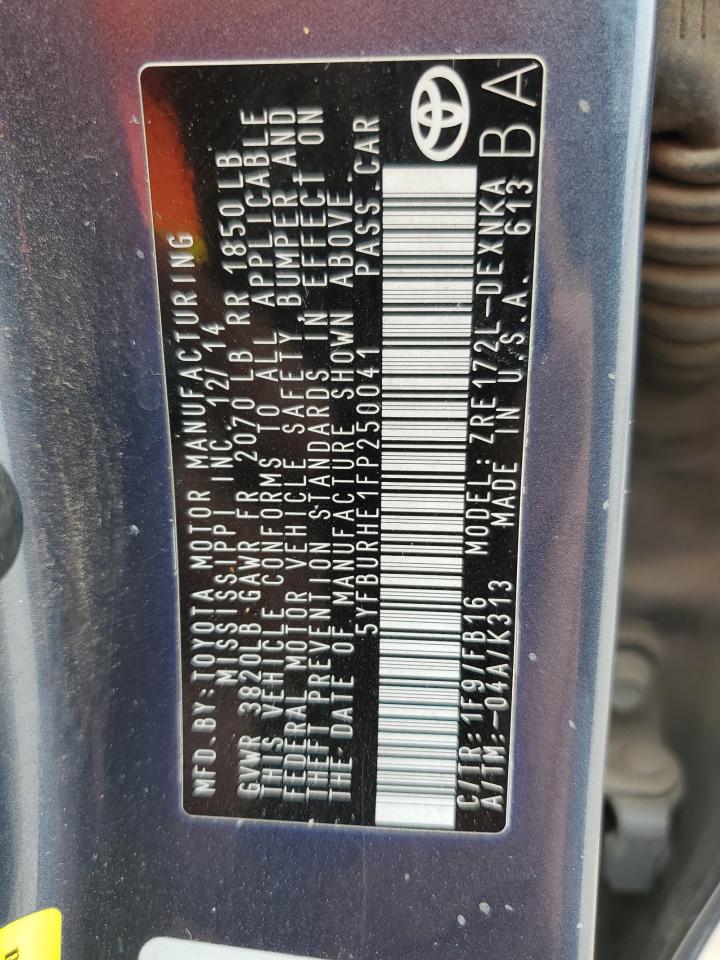 MFD.BY:TOYOTA MOTOR MANUFACTURING
MISSISSIPPI INC 12/14
GVWR 3820LB GAWR FR 2070 LB RR 1850LB
THIS VEHICLE CONFORMS TO ALL APPLICABLE
FEDERAL MOTOR VEHICLE SAFETY, BUMPER AND
THEFT PREVENTION STANDARDS IN EFFECT ON
THE DATE OF MANUFACTURE SHOWN ABOVE
5YFBURHE1FP250041 PASS.CAR
C/TR:1F9/FB16 MODEL:ZRE172L-DEXNKA
A/TM:-04A/K313 MADE IN U.S.A. 613
BA